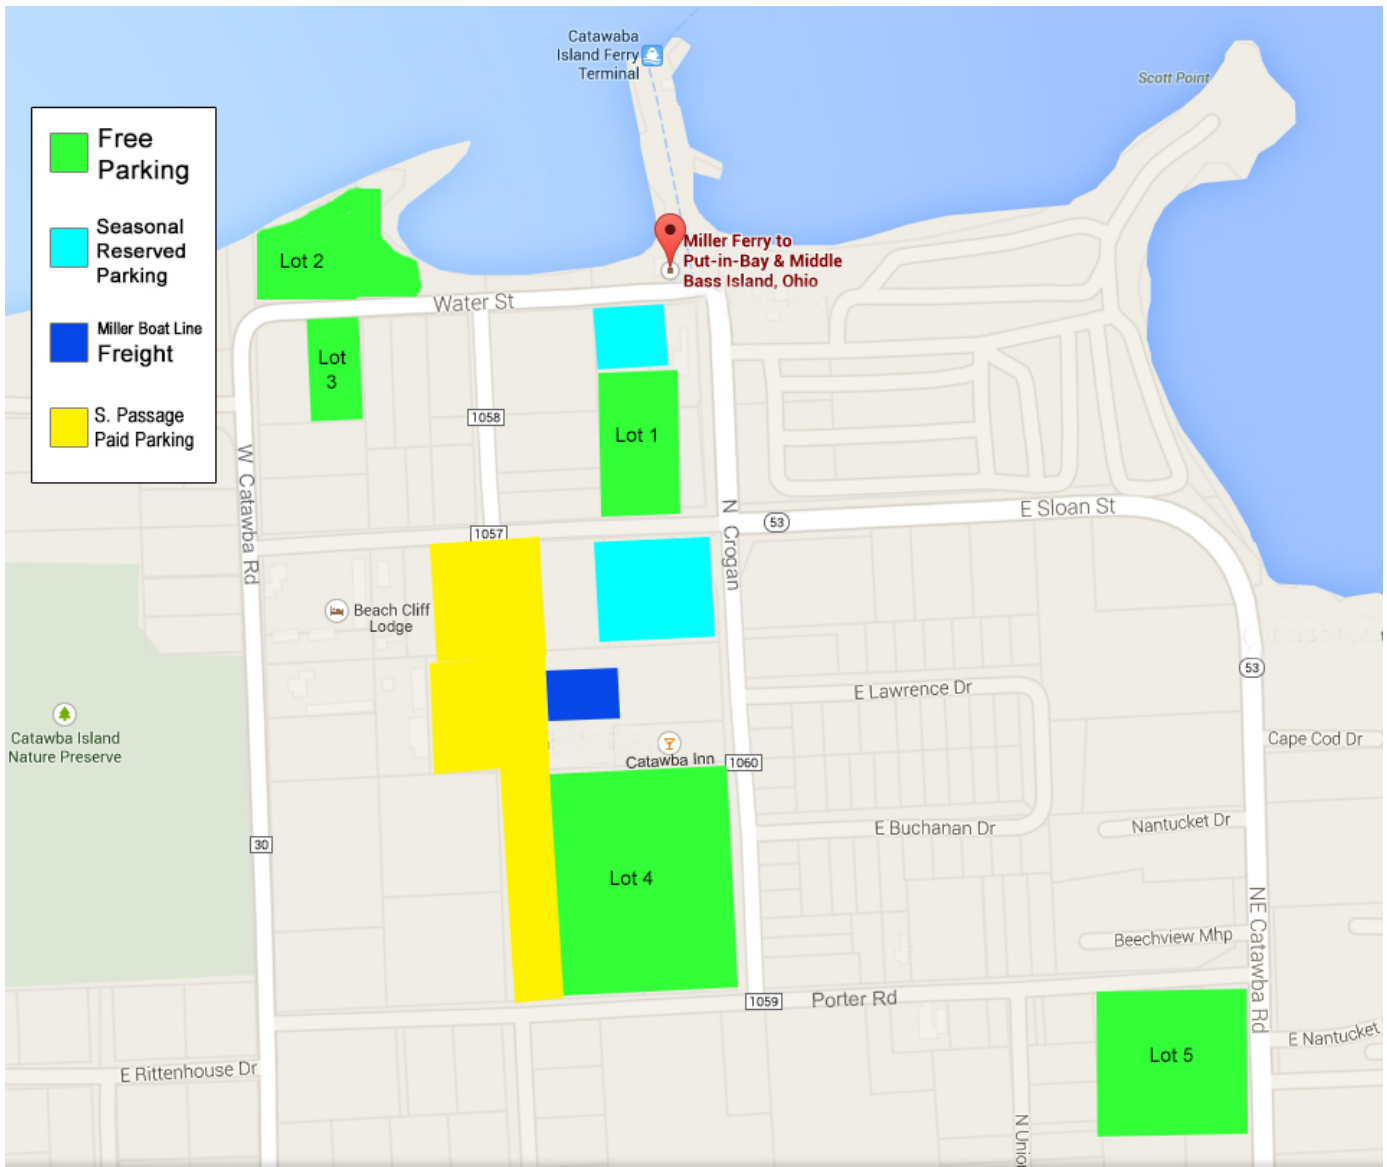 Catawaba
Island Ferry
Terminal
Scott Point
Free
Parking
Seasonal
Reserved
Parking
Miller Boat Line
Freight
S. Passage
Paid Parking
Lot 2
Miller Ferry to
Put-in-Bay & Middle
Bass Island, Ohio
Water St
Lot
3
1058
Lot 1
W Catawba Rd
N Crogan
1057
53
E Sloan St
Beach Cliff
Lodge
53
E Lawrence Dr
Catawba Island
Nature Preserve
Cape Cod Dr
Catawba Inn
1060
Nantucket Dr
E Buchanan Dr
30
Lot 4
NE Catawba Rd
Beechview Mhp
1059
Porter Rd
E Nantucket
Lot 5
E Rittenhouse Dr
N Unio